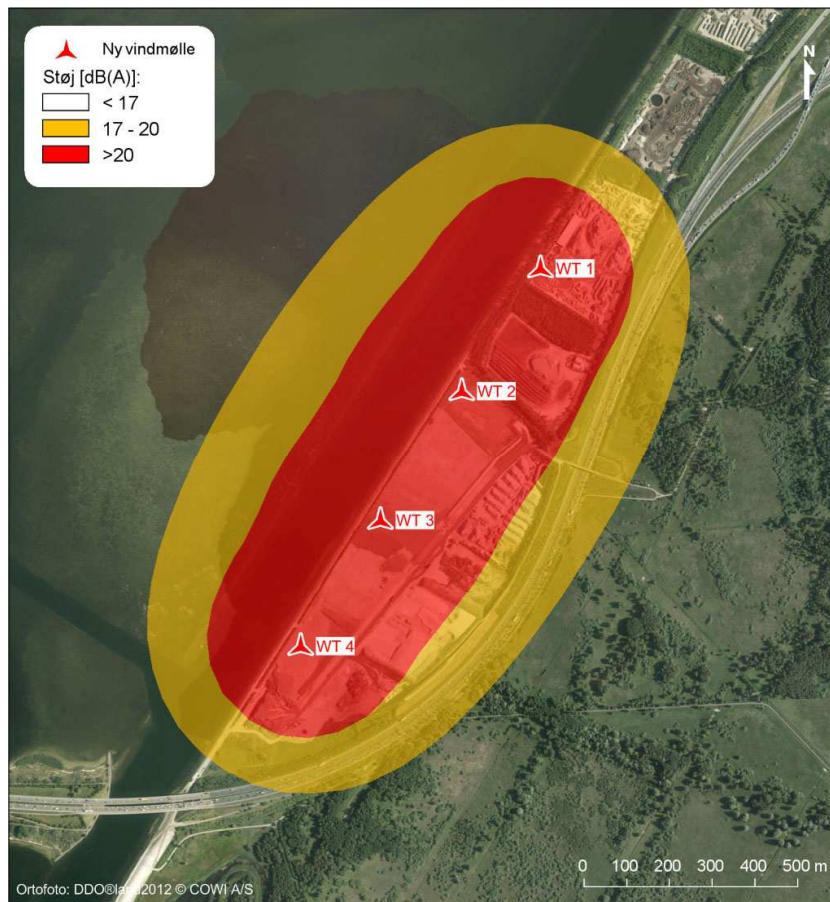 Ny vindmølle
Støj [dB(A)]:
< 17
17 - 20
>20
N
WT 1
WT 2
WT 3
WT 4
0 100 200 300 400 500 m
Ortofoto: DDO®land2012 © COWI A/S